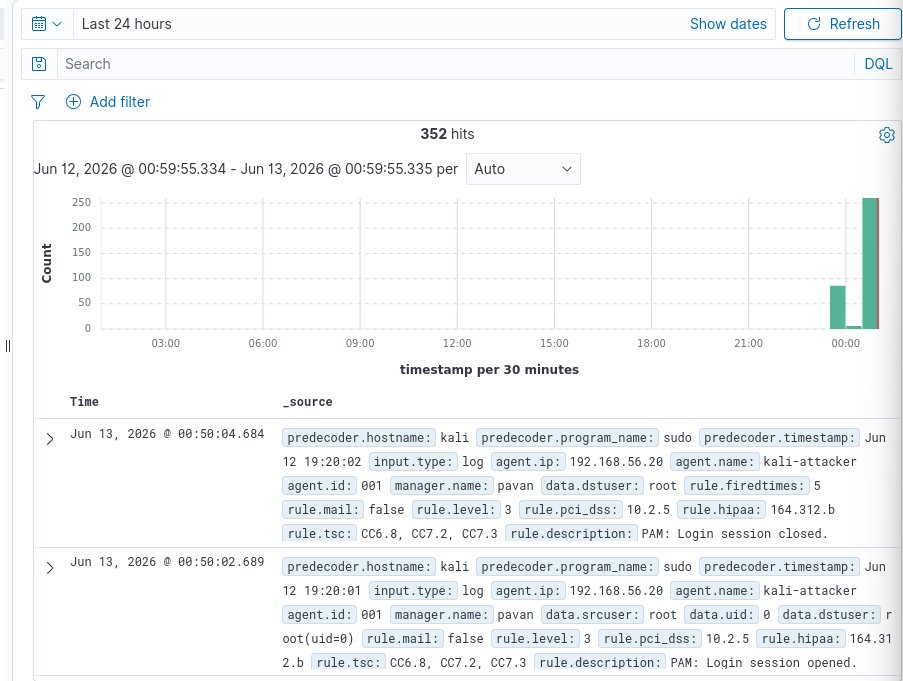 Last 24 hours Show dates Refresh
Search DQL
Add filter
352 hits
Jun 12, 2026 @ 00:59:55.334 - Jun 13, 2026 @ 00:59:55.335 per Auto
Count
250
200
150
100
50
0
03:00 06:00 09:00 12:00 15:00 18:00 21:00 00:00
timestamp per 30 minutes
Time _source
Jun 13, 2026 @ 00:50:04.684 predecoder.hostname: kali predecoder.program_name: sudo predecoder.timestamp: Jun
12 19:20:02 input.type: log agent.ip: 192.168.56.20 agent.name: kali-attacker
agent.id: 001 manager.name: pavan data.dstuser: root rule.firedtimes: 5
rule.mail: false rule.level: 3 rule.pci_dss: 10.2.5 rule.hipaa: 164.312.b
rule.tsc: CC6.8, CC7.2, CC7.3 rule.description: PAM: Login session closed.
Jun 13, 2026 @ 00:50:02.689 predecoder.hostname: kali predecoder.program_name: sudo predecoder.timestamp: Jun
12 19:20:01 input.type: log agent.ip: 192.168.56.20 agent.name: kali-attacker
agent.id: 001 manager.name: pavan data.srcuser: root data.uid: 0 data.dstuser: r
oot(uid=0) rule.mail: false rule.level: 3 rule.pci_dss: 10.2.5 rule.hipaa: 164.31
2.b rule.tsc: CC6.8, CC7.2, CC7.3 rule.description: PAM: Login session opened.